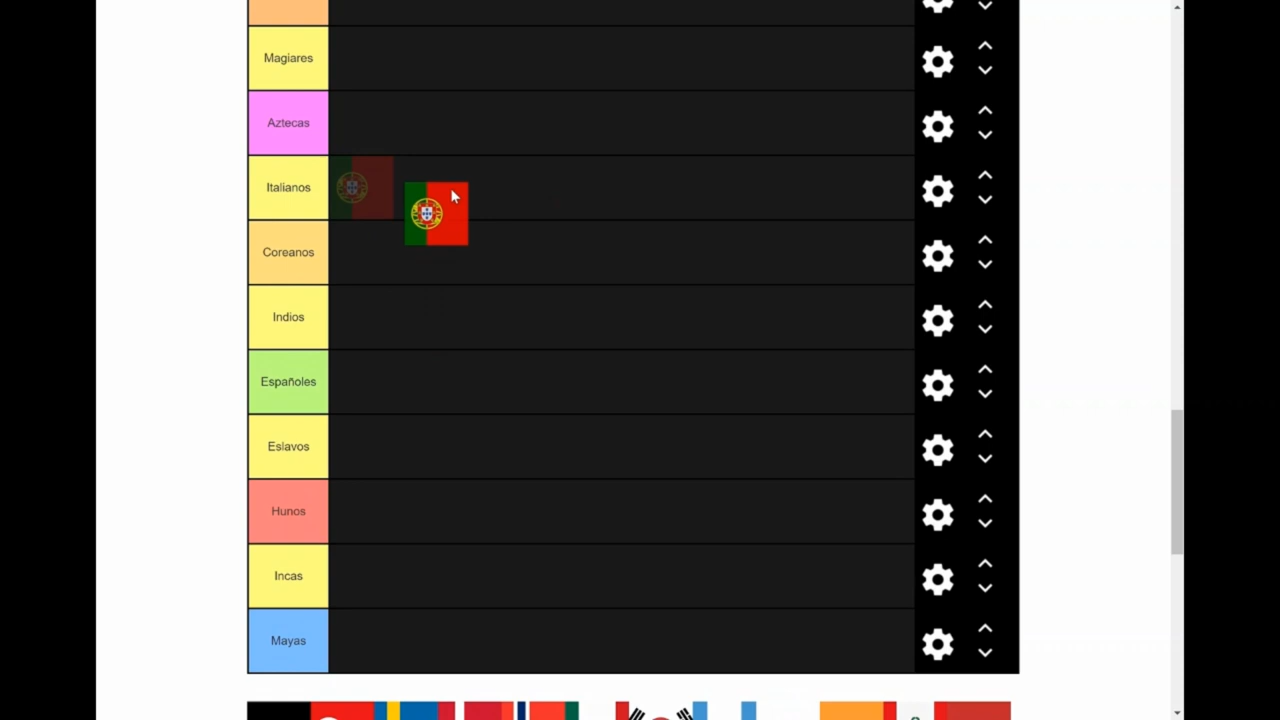 Magiares
Aztecas
Italianos
Coreanos
Indios
Españoles
Eslavos
Hunos
Incas
Mayas